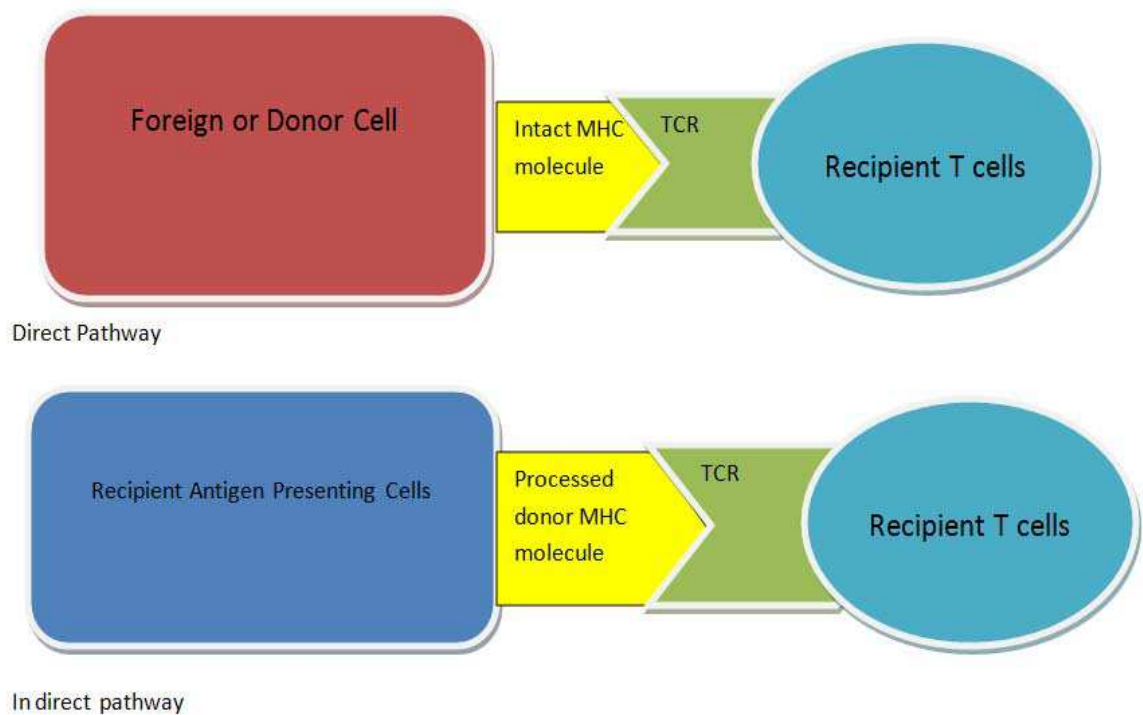 Foreign or Donor Cell
Intact MHC
molecule
TCR
Recipient T cells
Direct Pathway
Recipient Antigen Presenting Cells
Processed
donor MHC
molecule
TCR
Recipient T cells
In direct pathway